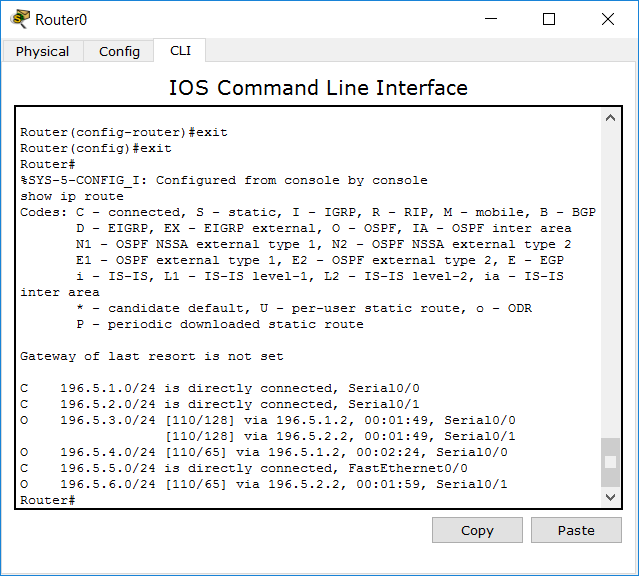 Router0
Physical Config CLI
IOS Command Line Interface
Router(config-router)#exit
Router(config)#exit
Router#
%SYS-5-CONFIG_I: Configured from console by console
show ip route
Codes: C - connected, S - static, I - IGRP, R - RIP, M - mobile, B - BGP
       D - EIGRP, EX - EIGRP external, O - OSPF, IA - OSPF inter area
       N1 - OSPF NSSA external type 1, N2 - OSPF NSSA external type 2
       E1 - OSPF external type 1, E2 - OSPF external type 2, E - EGP
       i - IS-IS, L1 - IS-IS level-1, L2 - IS-IS level-2, ia - IS-IS
inter area
       * - candidate default, U - per-user static route, o - ODR
       P - periodic downloaded static route
Gateway of last resort is not set
C    196.5.1.0/24 is directly connected, Serial0/0
C    196.5.2.0/24 is directly connected, Serial0/1
O    196.5.3.0/24 [110/128] via 196.5.1.2, 00:01:49, Serial0/0
                  [110/128] via 196.5.2.2, 00:01:49, Serial0/1
O    196.5.4.0/24 [110/65] via 196.5.1.2, 00:02:24, Serial0/0
C    196.5.5.0/24 is directly connected, FastEthernet0/0
O    196.5.6.0/24 [110/65] via 196.5.2.2, 00:01:59, Serial0/1
Router#
Copy Paste